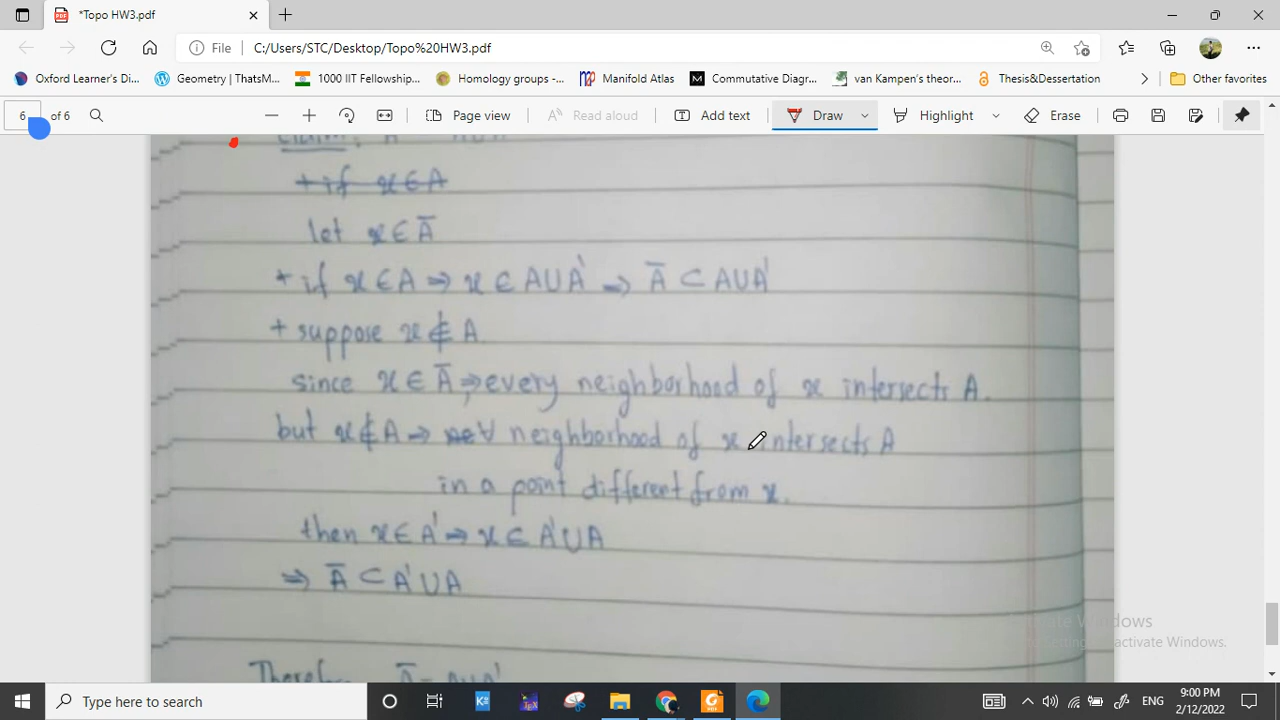 *Topo HW3.pdf
File C:/Users/STC/Desktop/Topo%20HW3.pdf
Oxford Learner's Di... Geometry | ThatsM... 1000 IIT Fellowship... Homology groups -... Manifold Atlas Commutative Diagr... van Kampen's theor... Thesis&Dessertation Other favorites
6 of 6 Page view Read aloud Add text Draw Highlight Erase
+ if x ∈ A
let x ∈ Ā
+ if x ∈ A ⇒ x ∈ A∪A' ⇒ Ā ⊂ A∪A'
+ suppose x ∉ A
since x ∈ Ā ⇒ every neighborhood of x intersects A.
but x ∉ A ⇒ ∀ neighborhood of x intersects A
in a point different from x.
then x ∈ A' ⇒ x ∈ A'∪A
⇒ Ā ⊂ A'∪A
Therefore
Type here to search
ENG
9:00 PM
2/12/2022